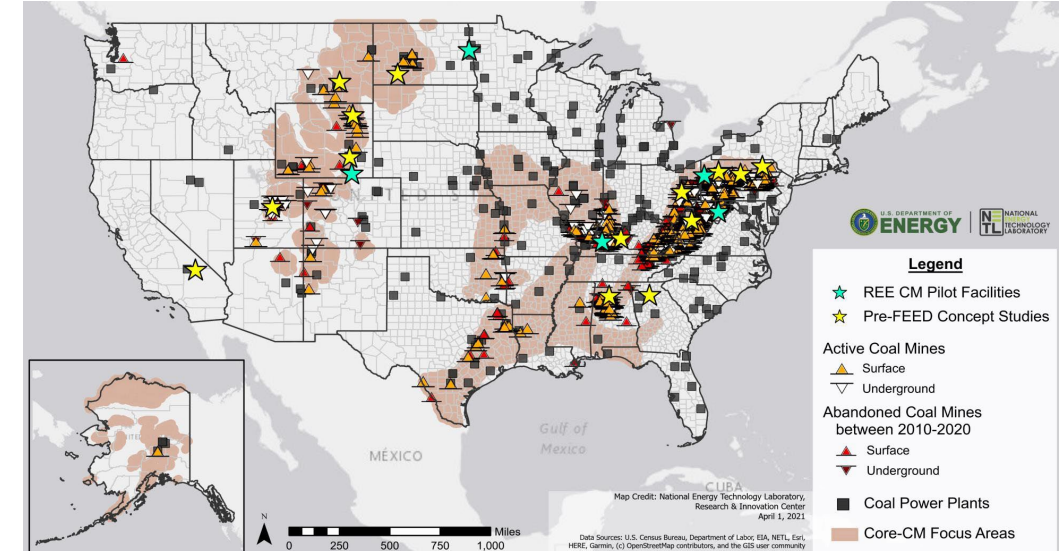 U.S. DEPARTMENT OF
ENERGY
NATIONAL
ENERGY
TECHNOLOGY
LABORATORY
Legend
REE CM Pilot Facilities
Pre-FEED Concept Studies
Active Coal Mines
Surface
Underground
Abandoned Coal Mines
between 2010-2020
Surface
Underground
Coal Power Plants
Core-CM Focus Areas
Gulf of
Mexico
MÉXICO
CUBA
Map Credit: National Energy Technology Laboratory,
Research & Innovation Center
April 1, 2021
Data Sources: U.S. Census Bureau, Department of Labor, EIA, NETL, Esri,
HERE, Garmin, (c) OpenStreetMap contributors, and the GIS user community
N
Miles
0 250 500 750 1,000